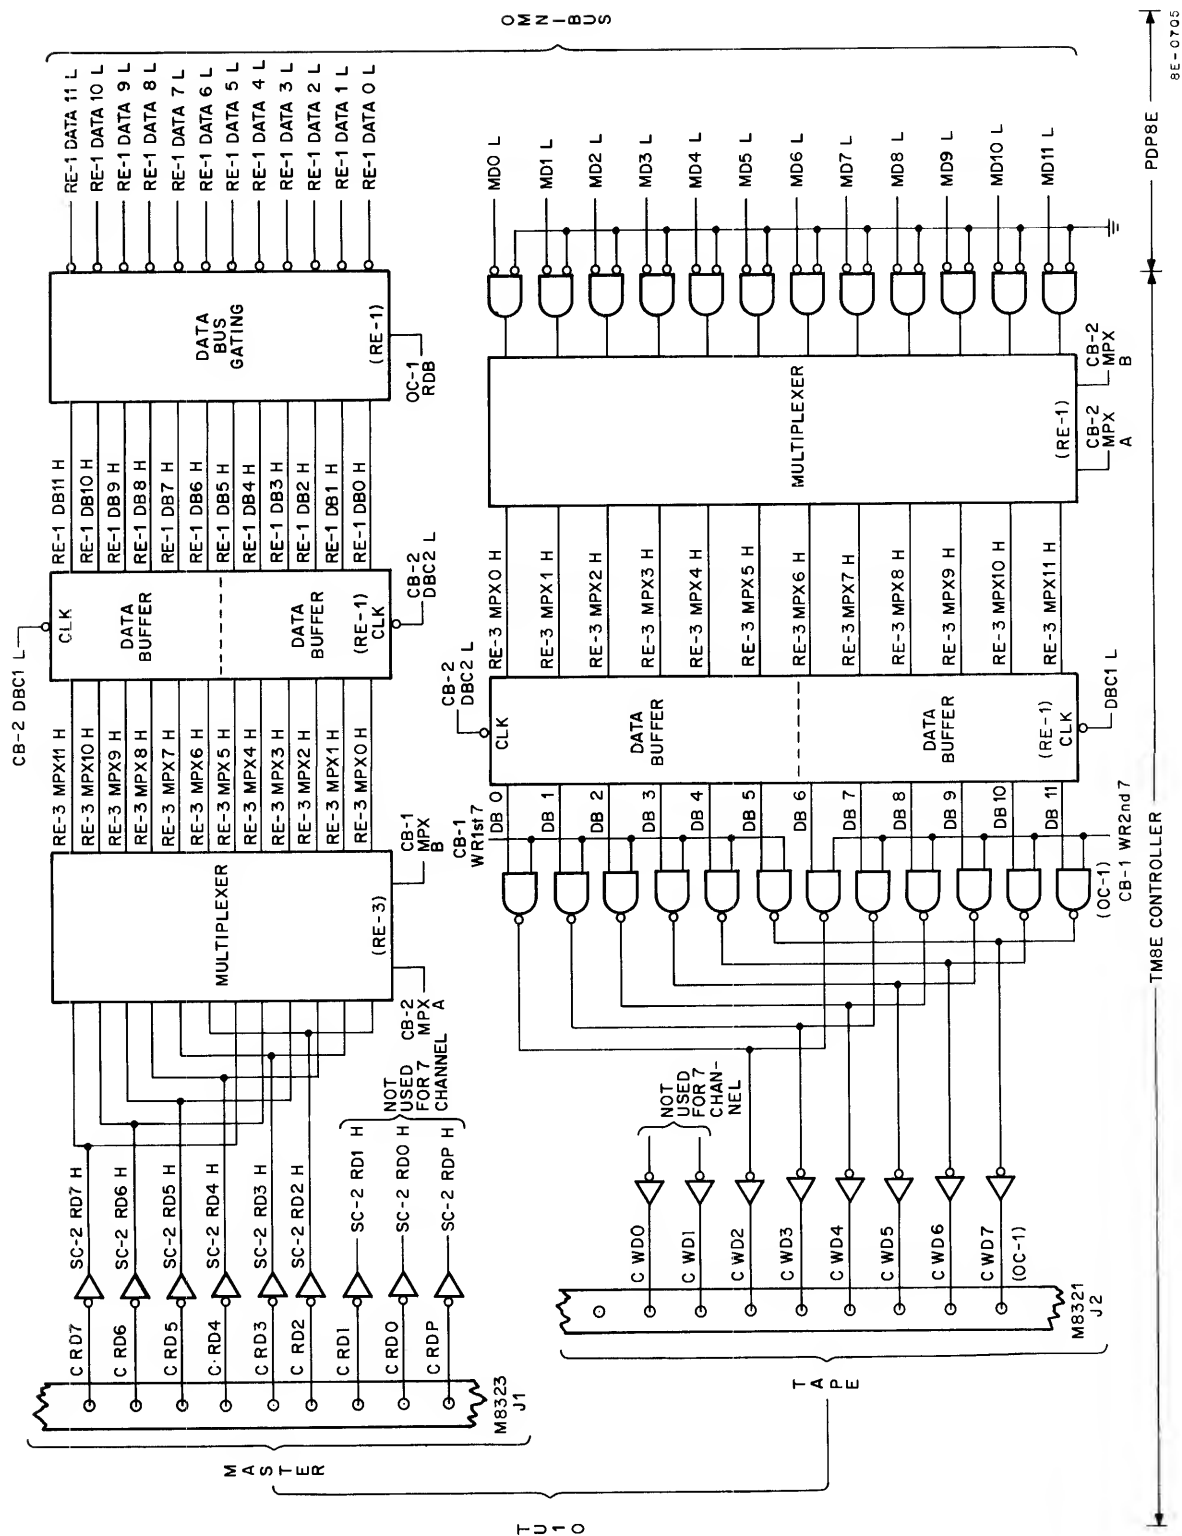 OMNIBUS
RE-1 DATA 11 L
RE-1 DATA 10 L
RE-1 DATA 9 L
RE-1 DATA 8 L
RE-1 DATA 7 L
RE-1 DATA 6 L
RE-1 DATA 5 L
RE-1 DATA 4 L
RE-1 DATA 3 L
RE-1 DATA 2 L
RE-1 DATA 1 L
RE-1 DATA 0 L
DATA
BUS
GATING
(RE-1)
OC-1
RDB
RE-1 DB11 H
RE-1 DB10 H
RE-1 DB9 H
RE-1 DB8 H
RE-1 DB7 H
RE-1 DB6 H
RE-1 DB5 H
RE-1 DB4 H
RE-1 DB3 H
RE-1 DB2 H
RE-1 DB1 H
RE-1 DB0 H
CB-2 DBC1 L
CLK
DATA
BUFFER
DATA
BUFFER
(RE-1)
CLK
CB-2
DBC2 L
RE-3 MPX11 H
RE-3 MPX10 H
RE-3 MPX9 H
RE-3 MPX8 H
RE-3 MPX7 H
RE-3 MPX6 H
RE-3 MPX5 H
RE-3 MPX4 H
RE-3 MPX3 H
RE-3 MPX2 H
RE-3 MPX1 H
RE-3 MPX0 H
MULTIPLEXER
(RE-3)
CB-2
MPX
A
CB-1
MPX
B
SC-2 RD7 H
SC-2 RD6 H
SC-2 RD5 H
SC-2 RD4 H
SC-2 RD3 H
SC-2 RD2 H
SC-2 RD1 H
SC-2 RD0 H
SC-2 RDP H
NOT
USED
FOR 7
CHANNEL
C RD7
C RD6
C RD5
C RD4
C RD3
C RD2
C RD1
C RD0
C RDP
M8323
J1
MASTER
TU10
MD0 L
MD1 L
MD2 L
MD3 L
MD4 L
MD5 L
MD6 L
MD7 L
MD8 L
MD9 L
MD10 L
MD11 L
MULTIPLEXER
(RE-1)
CB-2
MPX
A
CB-2
MPX
B
RE-3 MPX0 H
RE-3 MPX1 H
RE-3 MPX2 H
RE-3 MPX3 H
RE-3 MPX4 H
RE-3 MPX5 H
RE-3 MPX6 H
RE-3 MPX7 H
RE-3 MPX8 H
RE-3 MPX9 H
RE-3 MPX10 H
RE-3 MPX11 H
CB-2
DBC2 L
CLK
DATA
BUFFER
DATA
BUFFER
(RE-1)
CLK
DBC1 L
DB 0
DB 1
DB 2
DB 3
DB 4
DB 5
DB 6
DB 7
DB 8
DB 9
DB 10
DB 11
CB-1
WR1st 7
(OC-1)
CB-1 WR2nd 7
NOT
USED
FOR 7
CHAN-
NEL
C WD0
C WD1
C WD2
C WD3
C WD4
C WD5
C WD6
C WD7
(OC-1)
M8321
J2
TAPE
TM8E CONTROLLER
PDP8E
8E-0705